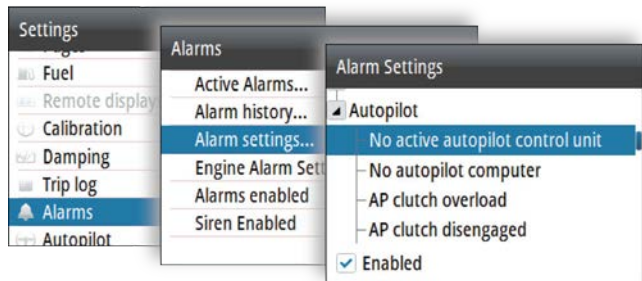 Settings
Fuel
Remote display
Calibration
Damping
Trip log
Alarms
Autopilot
Alarms
Active Alarms...
Alarm history...
Alarm settings...
Engine Alarm Sett
Alarms enabled
Siren Enabled
Alarm Settings
Autopilot
No active autopilot control unit
No autopilot computer
AP clutch overload
AP clutch disengaged
Enabled